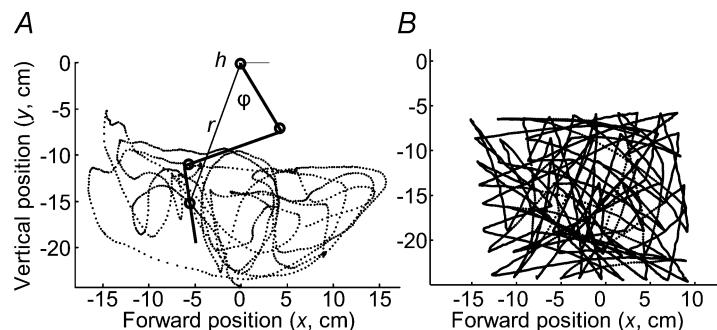 A
B
0
-5
-10
-15
-20
Vertical position (y, cm)
h
φ
r
-15 -10 -5 0 5 10 15
Forward position (x, cm)
0
-5
-10
-15
-20
-15 -10 -5 0 5 10
Forward position (x, cm)